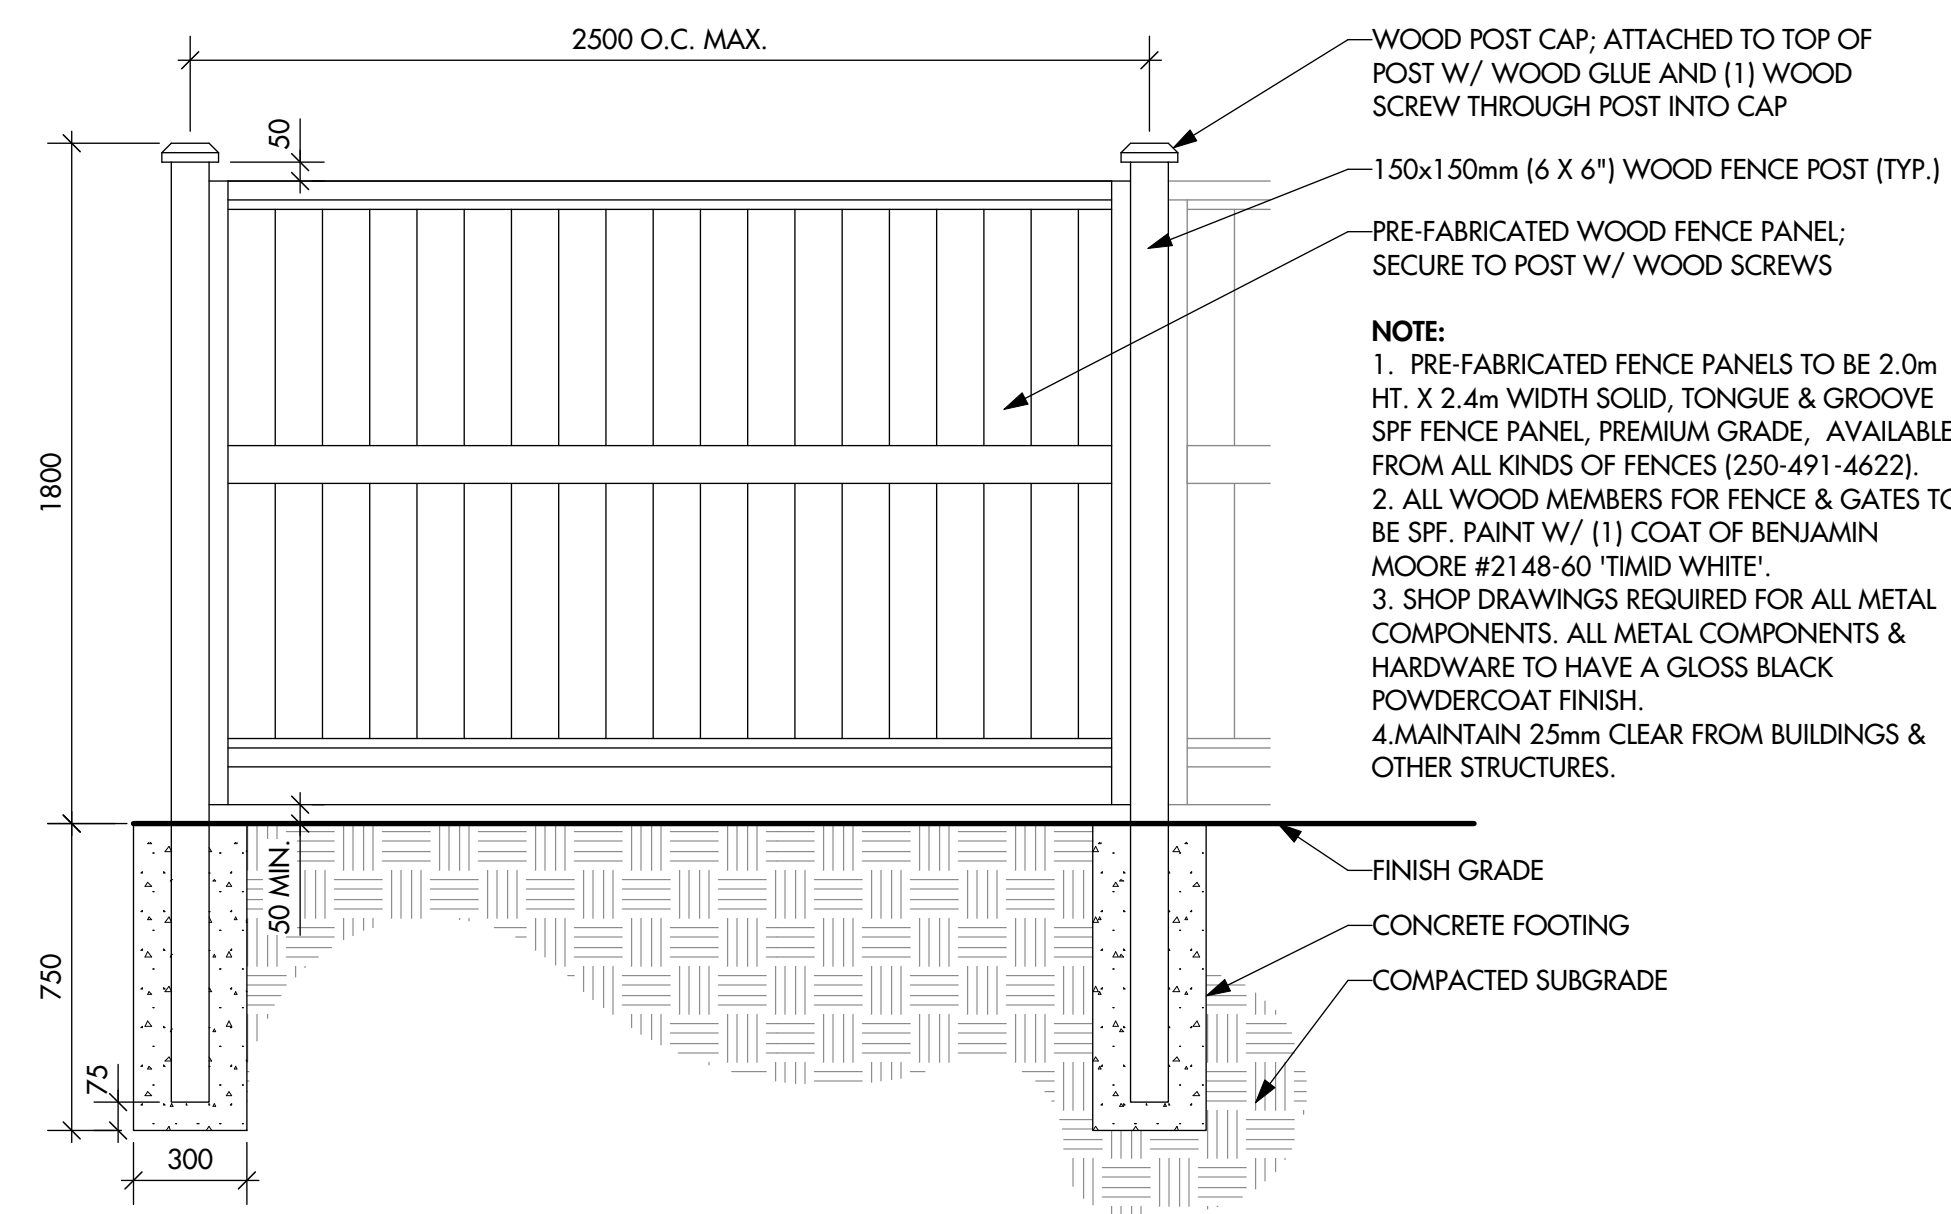 2500 O.C. MAX.
50
1800
750
75
300
50 MIN.
WOOD POST CAP; ATTACHED TO TOP OF
POST W/ WOOD GLUE AND (1) WOOD
SCREW THROUGH POST INTO CAP
150x150mm (6 X 6") WOOD FENCE POST (TYP.)
PRE-FABRICATED WOOD FENCE PANEL;
SECURE TO POST W/ WOOD SCREWS
NOTE:
1. PRE-FABRICATED FENCE PANELS TO BE 2.0m
HT. X 2.4m WIDTH SOLID, TONGUE & GROOVE
SPF FENCE PANEL, PREMIUM GRADE, AVAILABLE
FROM ALL KINDS OF FENCES (250-491-4622).
2. ALL WOOD MEMBERS FOR FENCE & GATES TO
BE SPF. PAINT W/ (1) COAT OF BENJAMIN
MOORE #2148-60 'TIMID WHITE'.
3. SHOP DRAWINGS REQUIRED FOR ALL METAL
COMPONENTS. ALL METAL COMPONENTS &
HARDWARE TO HAVE A GLOSS BLACK
POWDERCOAT FINISH.
4.MAINTAIN 25mm CLEAR FROM BUILDINGS &
OTHER STRUCTURES.
FINISH GRADE
CONCRETE FOOTING
COMPACTED SUBGRADE